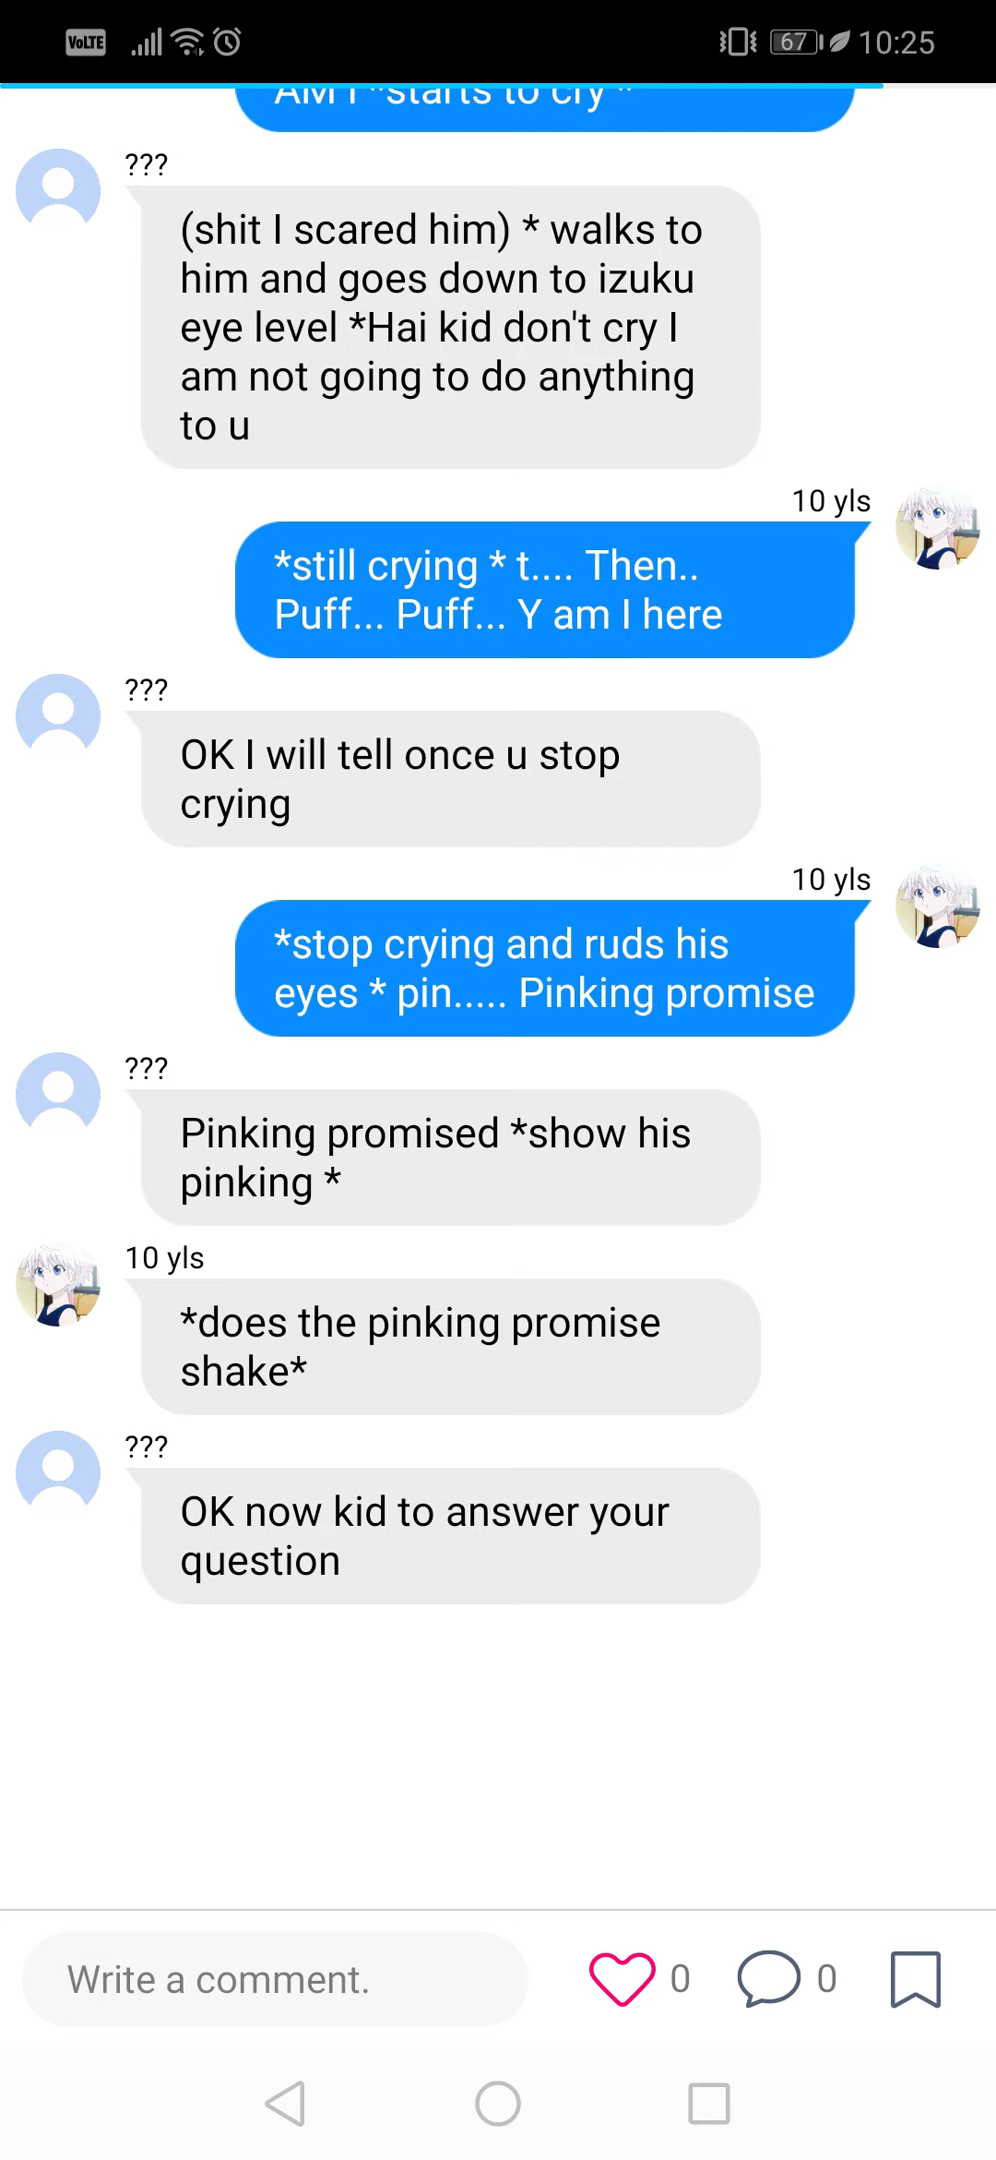 VoLTE 67 10:25
AM I *starts to cry *
???
(shit I scared him) * walks to
him and goes down to izuku
eye level *Hai kid don't cry I
am not going to do anything
to u
10 yls
*still crying * t.... Then..
Puff... Puff... Y am I here
???
OK I will tell once u stop
crying
10 yls
*stop crying and ruds his
eyes * pin..... Pinking promise
???
Pinking promised *show his
pinking *
10 yls
*does the pinking promise
shake*
???
OK now kid to answer your
question
Write a comment. 0 0